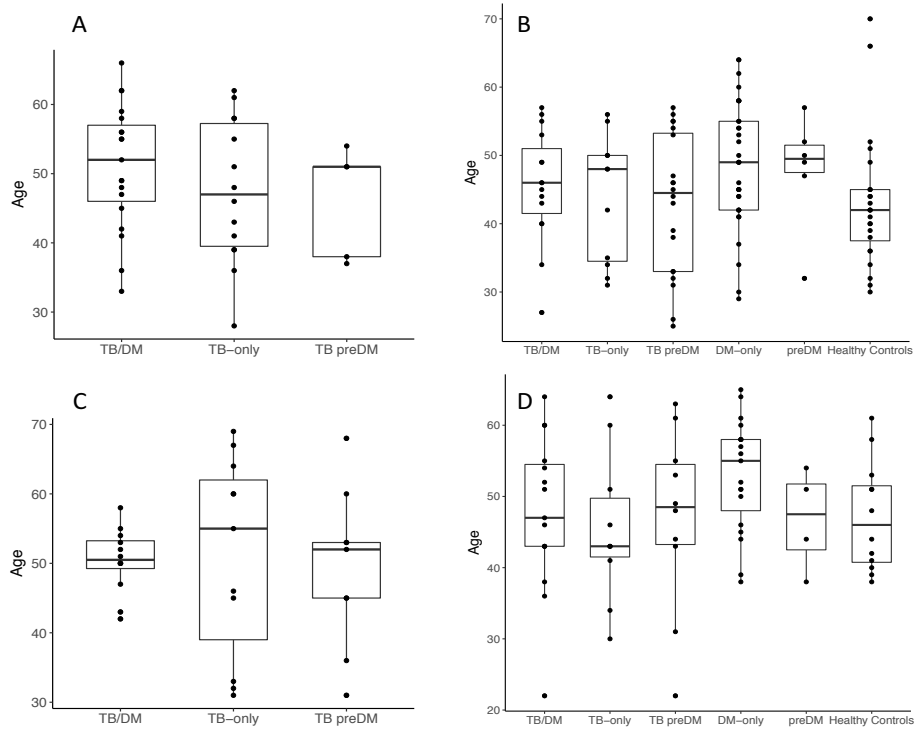 A
60
50
40
30
Age
TB/DM TB−only TB preDM
B
70
60
50
40
30
Age
TB/DM TB−only TB preDM DM−only preDM Healthy Controls
C
70
60
50
40
30
Age
TB/DM TB−only TB preDM
D
60
50
40
30
20
Age
TB/DM TB−only TB preDM DM−only preDM Healthy Controls